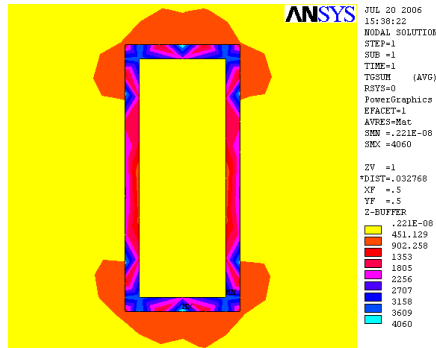 ANSYS
JUL 20 2006
15:38:22
NODAL SOLUTION
STEP=1
SUB =1
TIME=1
TGSUM (AVG)
RSYS=0
PowerGraphics
EFACET=1
AVRES=Mat
SMN =.221E-08
SMX =4060
ZV =1
*DIST=.032768
XF =.5
YF =.5
Z-BUFFER
.221E-08
451.129
902.258
1353
1805
2256
2707
3158
3609
4060
MN